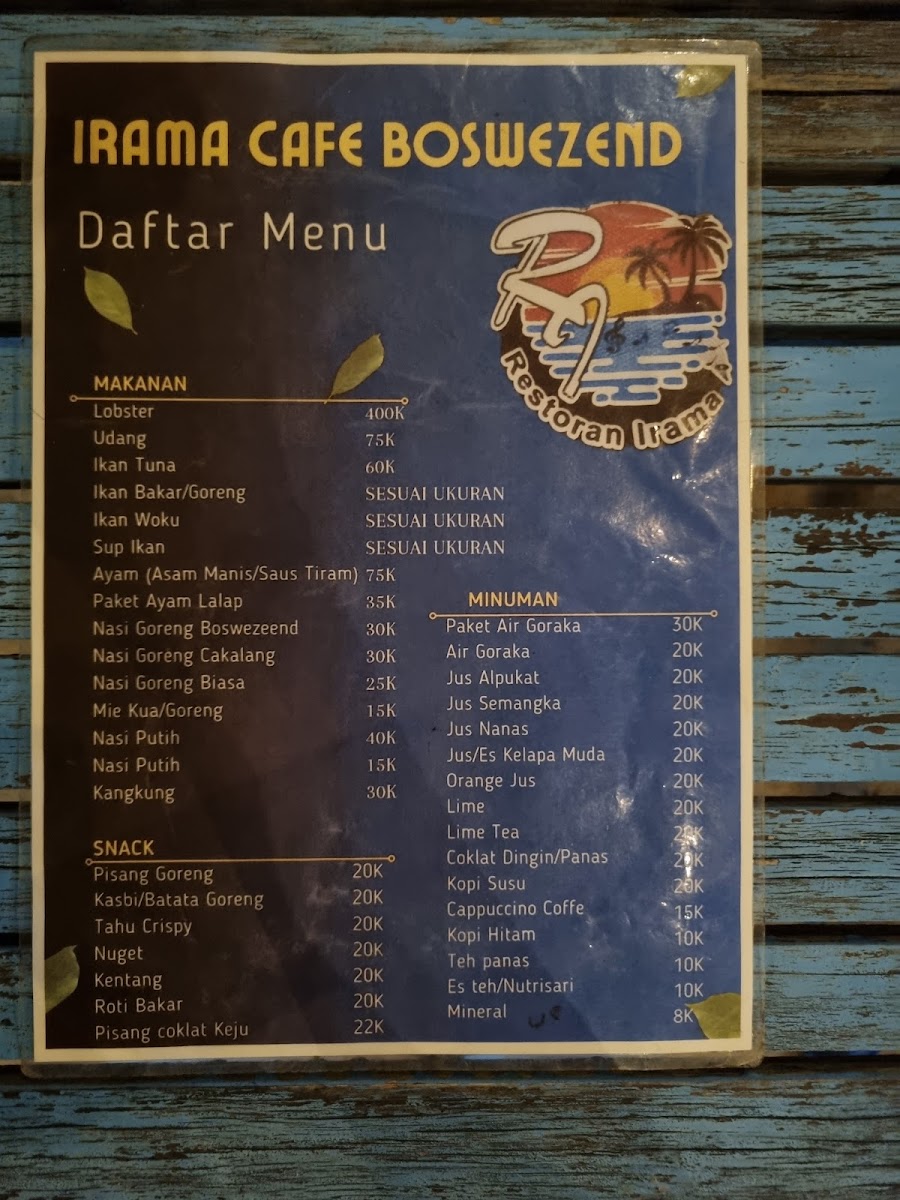 IRAMA CAFE BOSWEZEND
Daftar Menu
Restoran Irama
MAKANAN
Lobster 400K
Udang 75K
Ikan Tuna 60K
Ikan Bakar/Goreng SESUAI UKURAN
Ikan Woku SESUAI UKURAN
Sup Ikan SESUAI UKURAN
Ayam (Asam Manis/Saus Tiram) 75K
Paket Ayam Lalap 35K
Nasi Goreng Boswezeend 30K
Nasi Goreng Cakalang 30K
Nasi Goreng Biasa 25K
Mie Kua/Goreng 15K
Nasi Putih 40K
Nasi Putih 15K
Kangkung 30K
SNACK
Pisang Goreng 20K
Kasbi/Batata Goreng 20K
Tahu Crispy 20K
Nuget 20K
Kentang 20K
Roti Bakar 20K
Pisang coklat Keju 22K
MINUMAN
Paket Air Goraka 30K
Air Goraka 20K
Jus Alpukat 20K
Jus Semangka 20K
Jus Nanas 20K
Jus/Es Kelapa Muda 20K
Orange Jus 20K
Lime 20K
Lime Tea 20K
Coklat Dingin/Panas 20K
Kopi Susu 20K
Cappuccino Coffe 15K
Kopi Hitam 10K
Teh panas 10K
Es teh/Nutrisari 10K
Mineral 8K